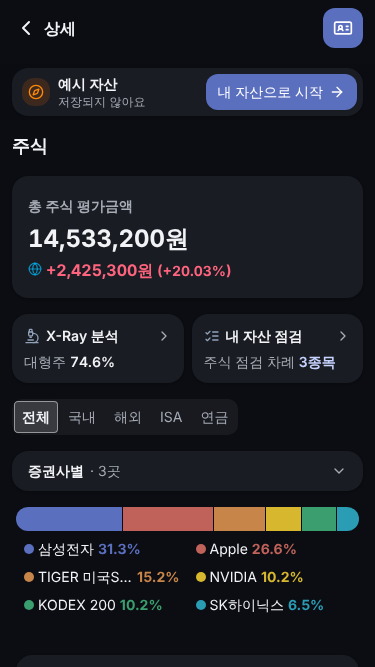 상세
예시 자산
저장되지 않아요
내 자산으로 시작
주식
총 주식 평가금액
14,533,200원
+2,425,300원 (+20.03%)
X-Ray 분석
대형주 74.6%
내 자산 점검
주식 점검 차례 3종목
전체 국내 해외 ISA 연금
증권사별 · 3곳
삼성전자 31.3% Apple 26.6%
TIGER 미국S... 15.2% NVIDIA 10.2%
KODEX 200 10.2% SK하이닉스 6.5%